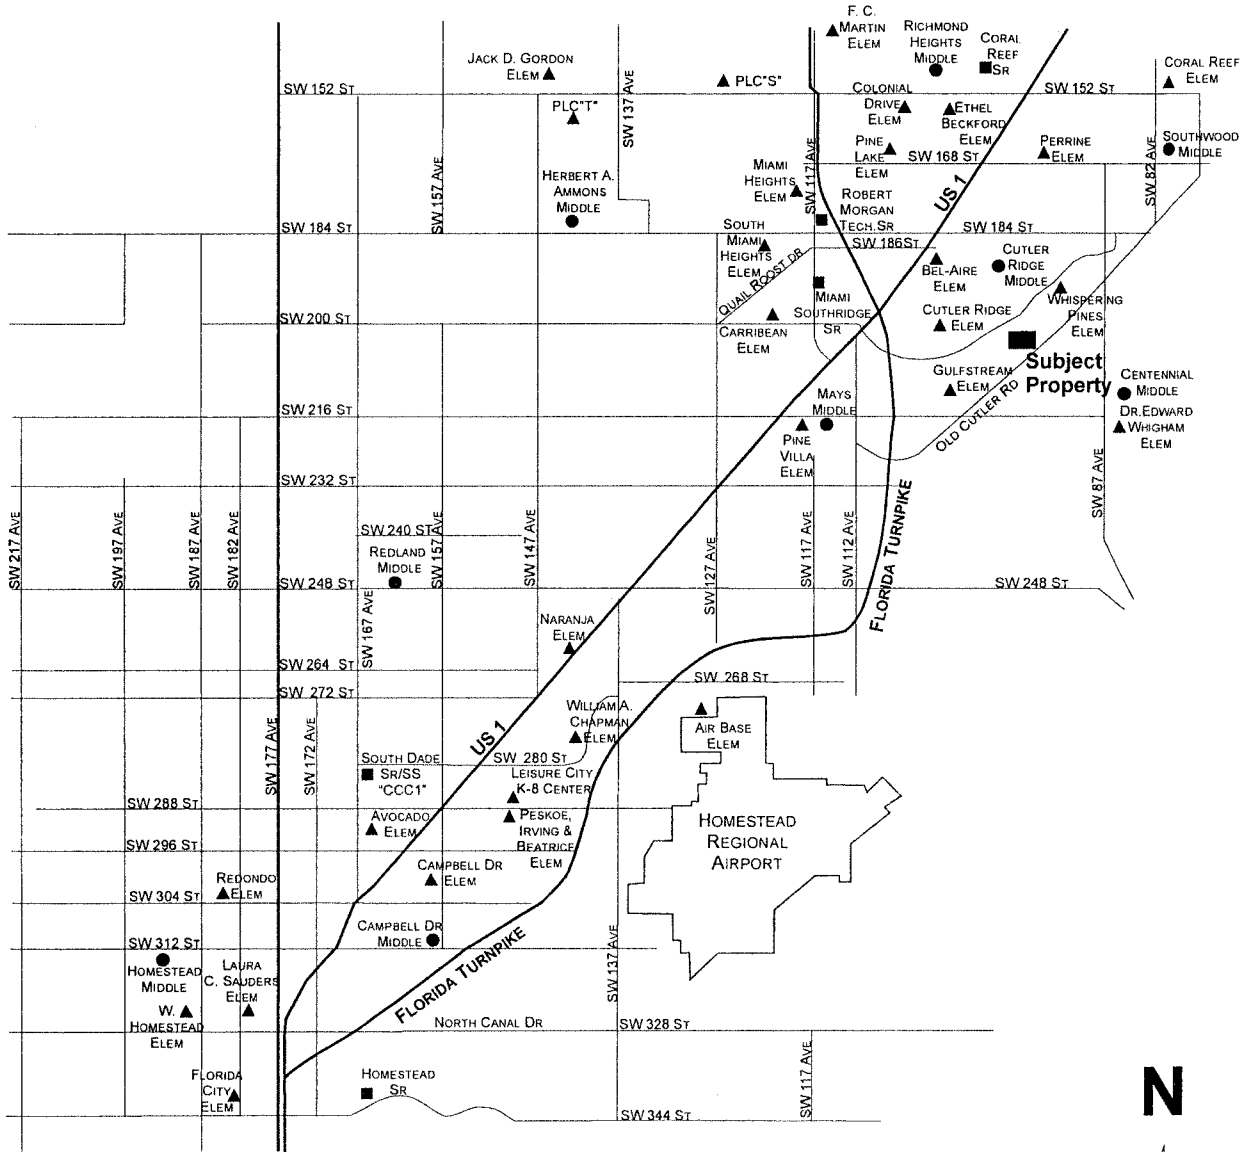 F. C.
MARTIN
ELEM
RICHMOND
HEIGHTS
MIDDLE
CORAL
REEF
SR
JACK D. GORDON
ELEM
PLC"S"
CORAL REEF
ELEM
SW 152 ST
SW 152 ST
PLC"T"
SW 137 AVE
COLONIAL
DRIVE
ELEM
ETHEL
BECKFORD
ELEM
PINE
LAKE
ELEM
SW 168 ST
PERRINE
ELEM
SOUTHWOOD
MIDDLE
SW 82 AVE
SW 157 AVE
HERBERT A.
AMMONS
MIDDLE
MIAMI
HEIGHTS
ELEM
SW 117 AVE
ROBERT
MORGAN
TECH.SR
US 1
SW 184 ST
SW 184 ST
SOUTH
MIAMI
HEIGHTS
ELEM
SW 186ST
BEL-AIRE
ELEM
CUTLER
RIDGE
MIDDLE
QUAIL ROOST DR
MIAMI
SOUTHRIDGE
SR
WHISPERING
PINES
ELEM
SW 200 ST
CARRIBEAN
ELEM
CUTLER RIDGE
ELEM
Subject
Property
GULFSTREAM
ELEM
CENTENNIAL
MIDDLE
DR.EDWARD
WHIGHAM
ELEM
OLD CUTLER RD
MAYS
MIDDLE
SW 216 ST
PINE
VILLA
ELEM
SW 87 AVE
SW 232 ST
SW 217 AVE
SW 197 AVE
SW 187 AVE
SW 182 AVE
SW 240 ST
SW 157 AVE
SW 147 AVE
SW 127 AVE
SW 117 AVE
SW 112 AVE
FLORIDA TURNPIKE
REDLAND
MIDDLE
SW 248 ST
SW 248 ST
SW 167 AVE
NARANJA
ELEM
SW 264 ST
SW 268 ST
SW 272 ST
WILLIAM A.
CHAPMAN
ELEM
AIR BASE
ELEM
SW 177 AVE
SW 172 AVE
US 1
SOUTH DADE
SR/SS
"CCC1"
SW 280 ST
LEISURE CITY
K-8 CENTER
SW 288 ST
AVOCADO
ELEM
PESKOE,
IRVING &
BEATRICE
ELEM
HOMESTEAD
REGIONAL
AIRPORT
SW 296 ST
REDONDO
ELEM
CAMPBELL DR
ELEM
SW 304 ST
CAMPBELL DR
MIDDLE
SW 312 ST
HOMESTEAD
MIDDLE
LAURA
C. SAUDERS
ELEM
FLORIDA TURNPIKE
SW 137 AVE
W.
HOMESTEAD
ELEM
NORTH CANAL DR
SW 328 ST
FLORIDA
CITY
ELEM
HOMESTEAD
SR
SW 117 AVE
SW 344 ST
N